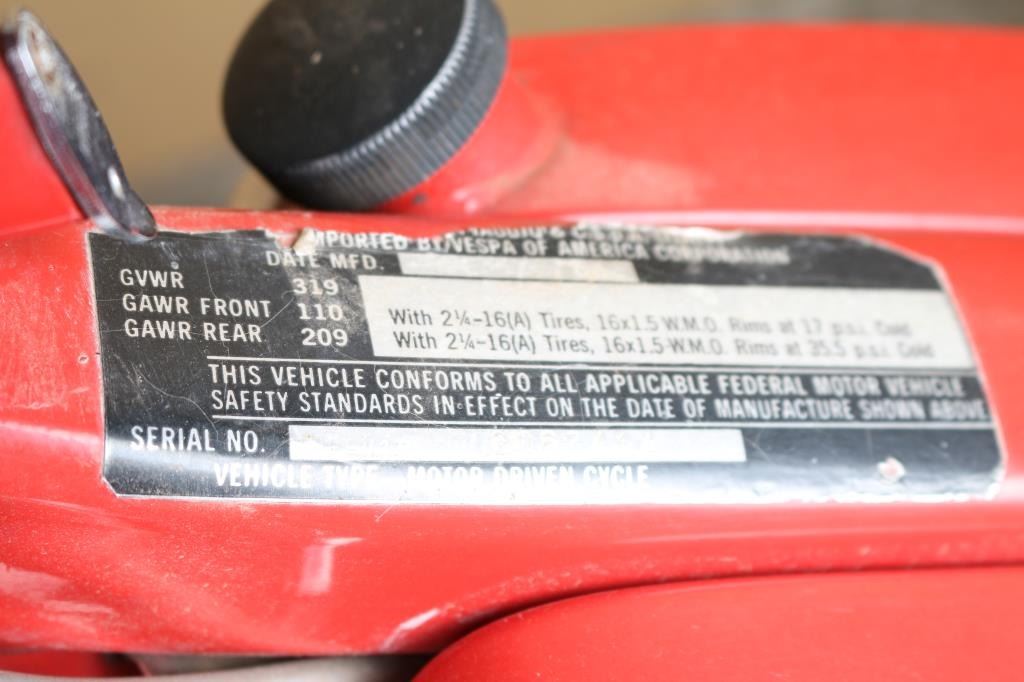 IMPORTED BY VESPA OF AMERICA CORPORATION
DATE MFD.
GVWR 319
GAWR FRONT 110 With 2¼-16(A) Tires, 16x1.5 W.M.O. Rims at 17 p.s.i. Cold
GAWR REAR 209 With 2¼-16(A) Tires, 16x1.5 W.M.O. Rims at 35.5 p.s.i. Cold
THIS VEHICLE CONFORMS TO ALL APPLICABLE FEDERAL MOTOR VEHICLE
SAFETY STANDARDS IN EFFECT ON THE DATE OF MANUFACTURE SHOWN ABOVE
SERIAL NO.
VEHICLE TYPE MOTOR DRIVEN CYCLE